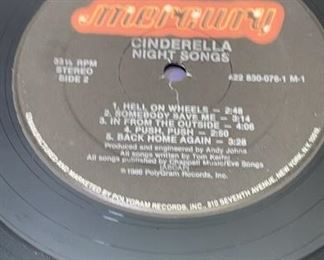 mercury
CINDERELLA
NIGHT SONGS
33⅓ RPM
STEREO
SIDE 2
422 830-076-1 M-1
1. HELL ON WHEELS – 2:48
2. SOMEBODY SAVE ME – 3:14
3. IN FROM THE OUTSIDE – 4:06
4. PUSH, PUSH – 2:50
5. BACK HOME AGAIN – 3:28
Produced and engineered by Andy Johns
All songs written by Tom Keifer
All songs published by Chappell Music/Eve Songs
(ASCAP)
℗1986 PolyGram Records, Inc.
AND MARKETED BY POLYGRAM RECORDS, INC., 810 SEVENTH AVENUE, NEW YORK, N.Y. 10019